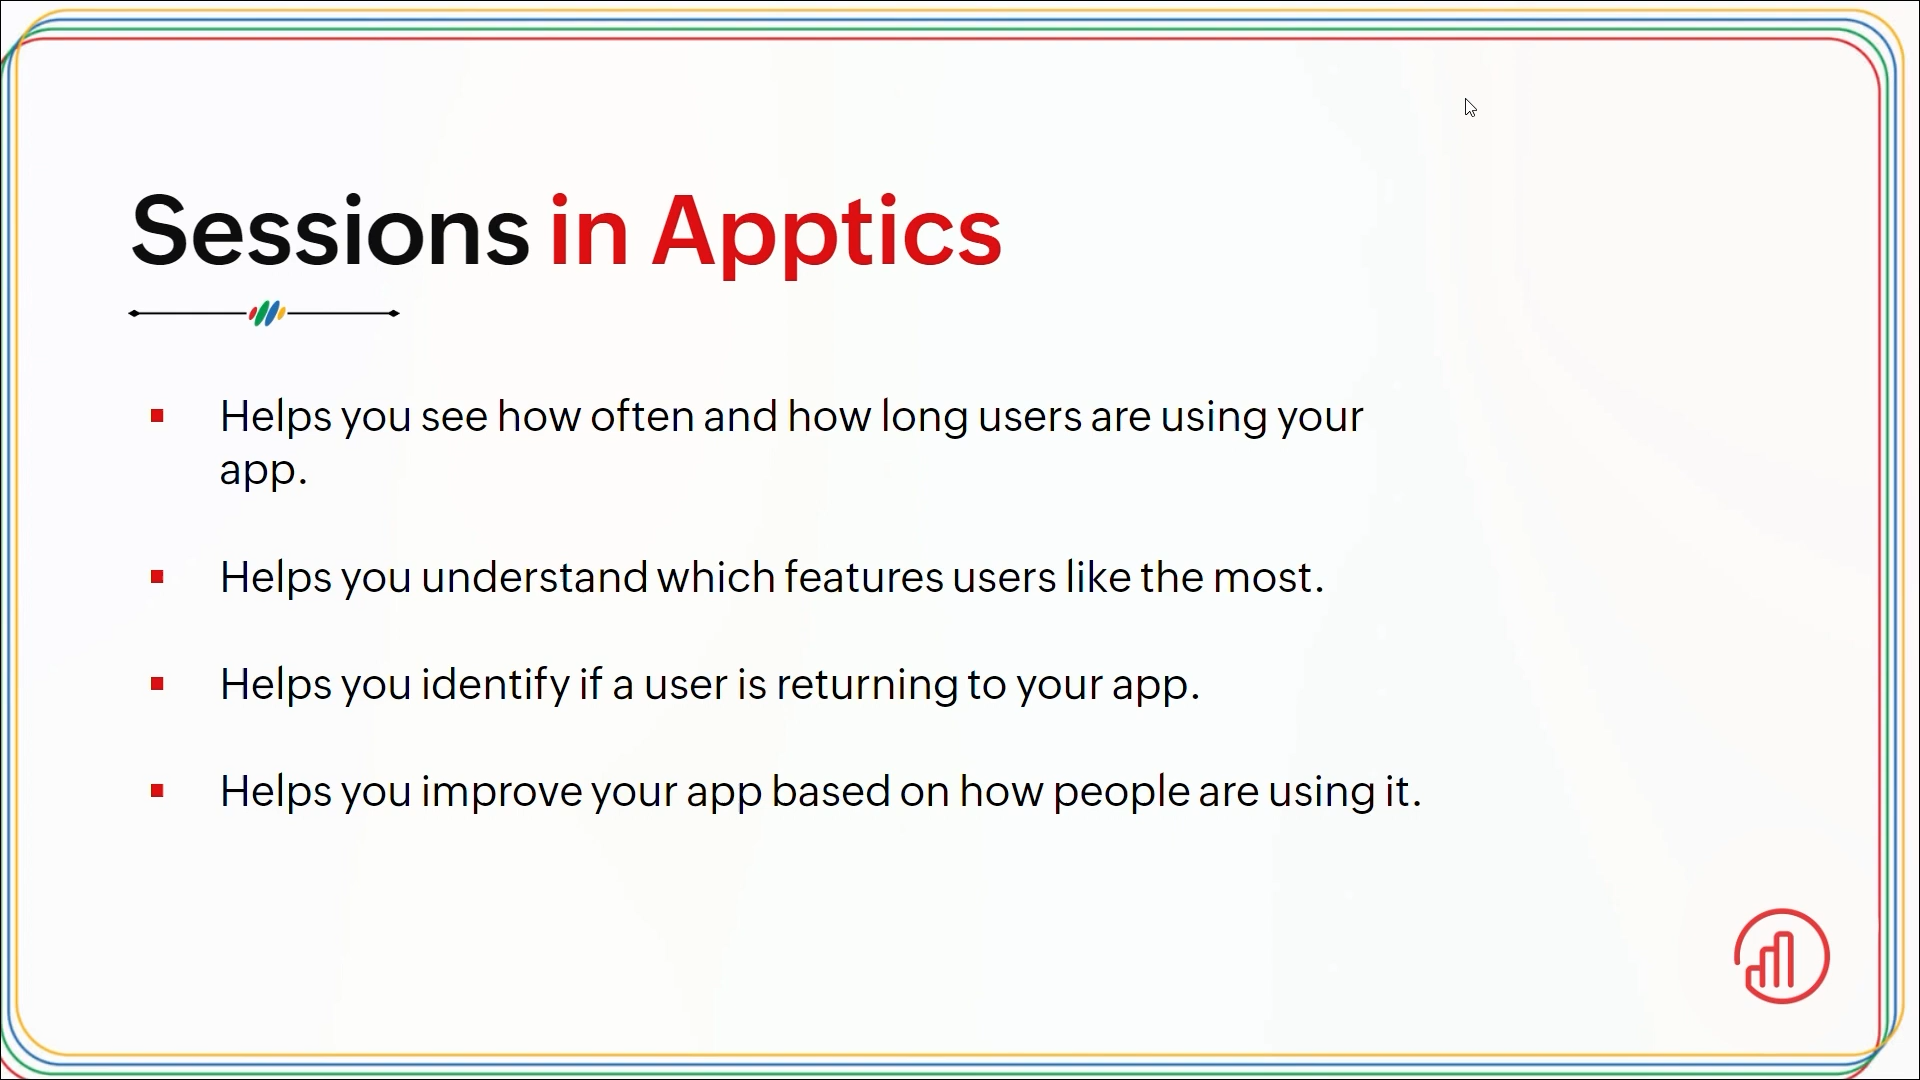 Sessions in Apptics
Helps you see how often and how long users are using your
app.
Helps you understand which features users like the most.
Helps you identify if a user is returning to your app.
Helps you improve your app based on how people are using it.